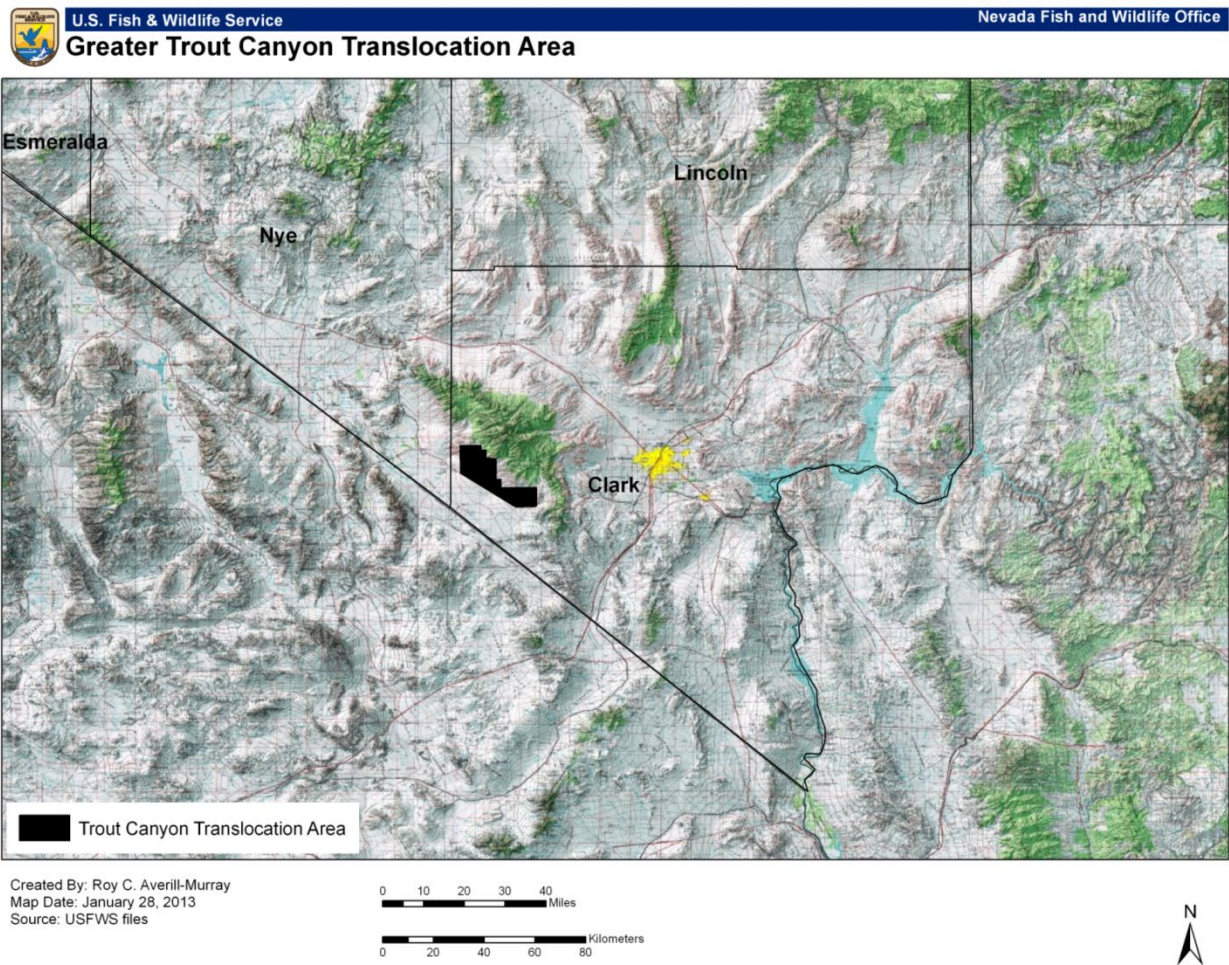 U.S. Fish & Wildlife Service
Nevada Fish and Wildlife Office
Greater Trout Canyon Translocation Area
Esmeralda
Lincoln
Nye
Clark
Trout Canyon Translocation Area
Created By: Roy C. Averill-Murray
Map Date: January 28, 2013
Source: USFWS files
0 10 20 30 40
Miles
Kilometers
0 20 40 60 80
N